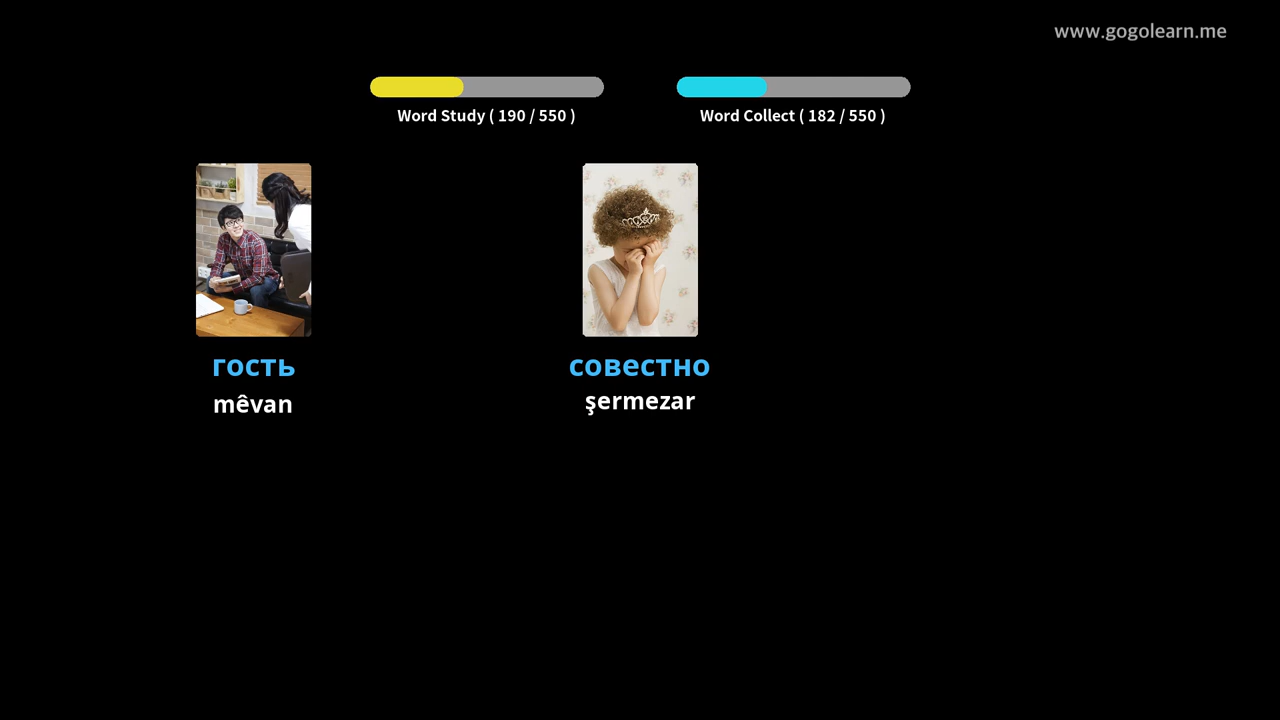 www.gogolearn.me
Word Study ( 190 / 550 )
Word Collect ( 182 / 550 )
гость
mêvan
совестно
şermezar